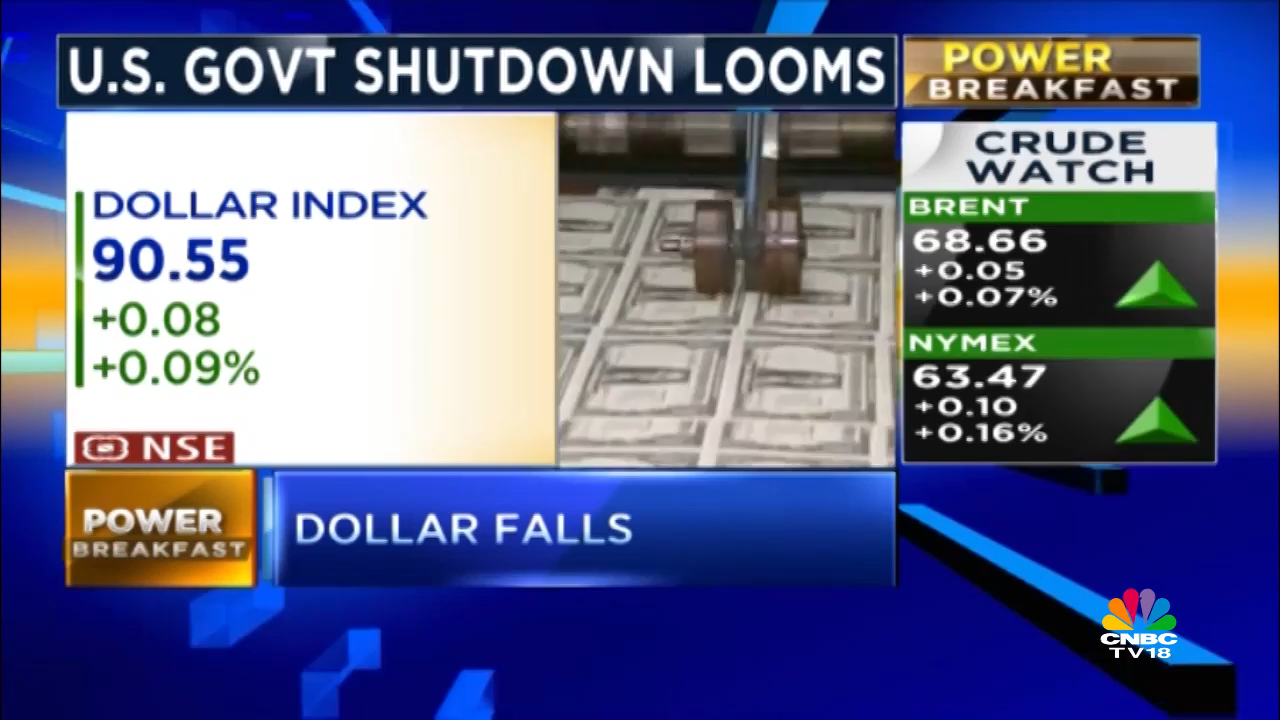 U.S. GOVT SHUTDOWN LOOMS
POWER
BREAKFAST
DOLLAR INDEX
90.55
+0.08
+0.09%
NSE
CRUDE
WATCH
BRENT
68.66
+0.05
+0.07%
NYMEX
63.47
+0.10
+0.16%
POWER
BREAKFAST
DOLLAR FALLS
CNBC
TV18